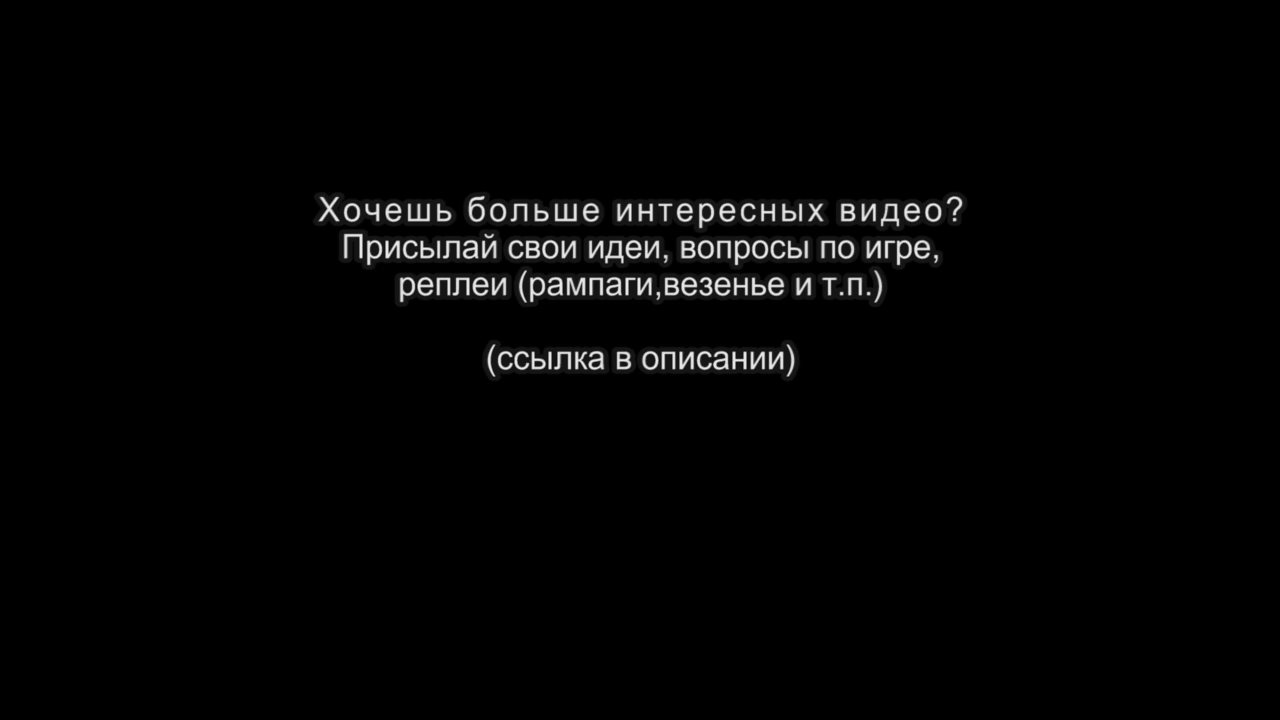 Хочешь больше интересных видео?
Присылай свои идеи, вопросы по игре,
реплеи (рампаги,везенье и т.п.)
(ссылка в описании)